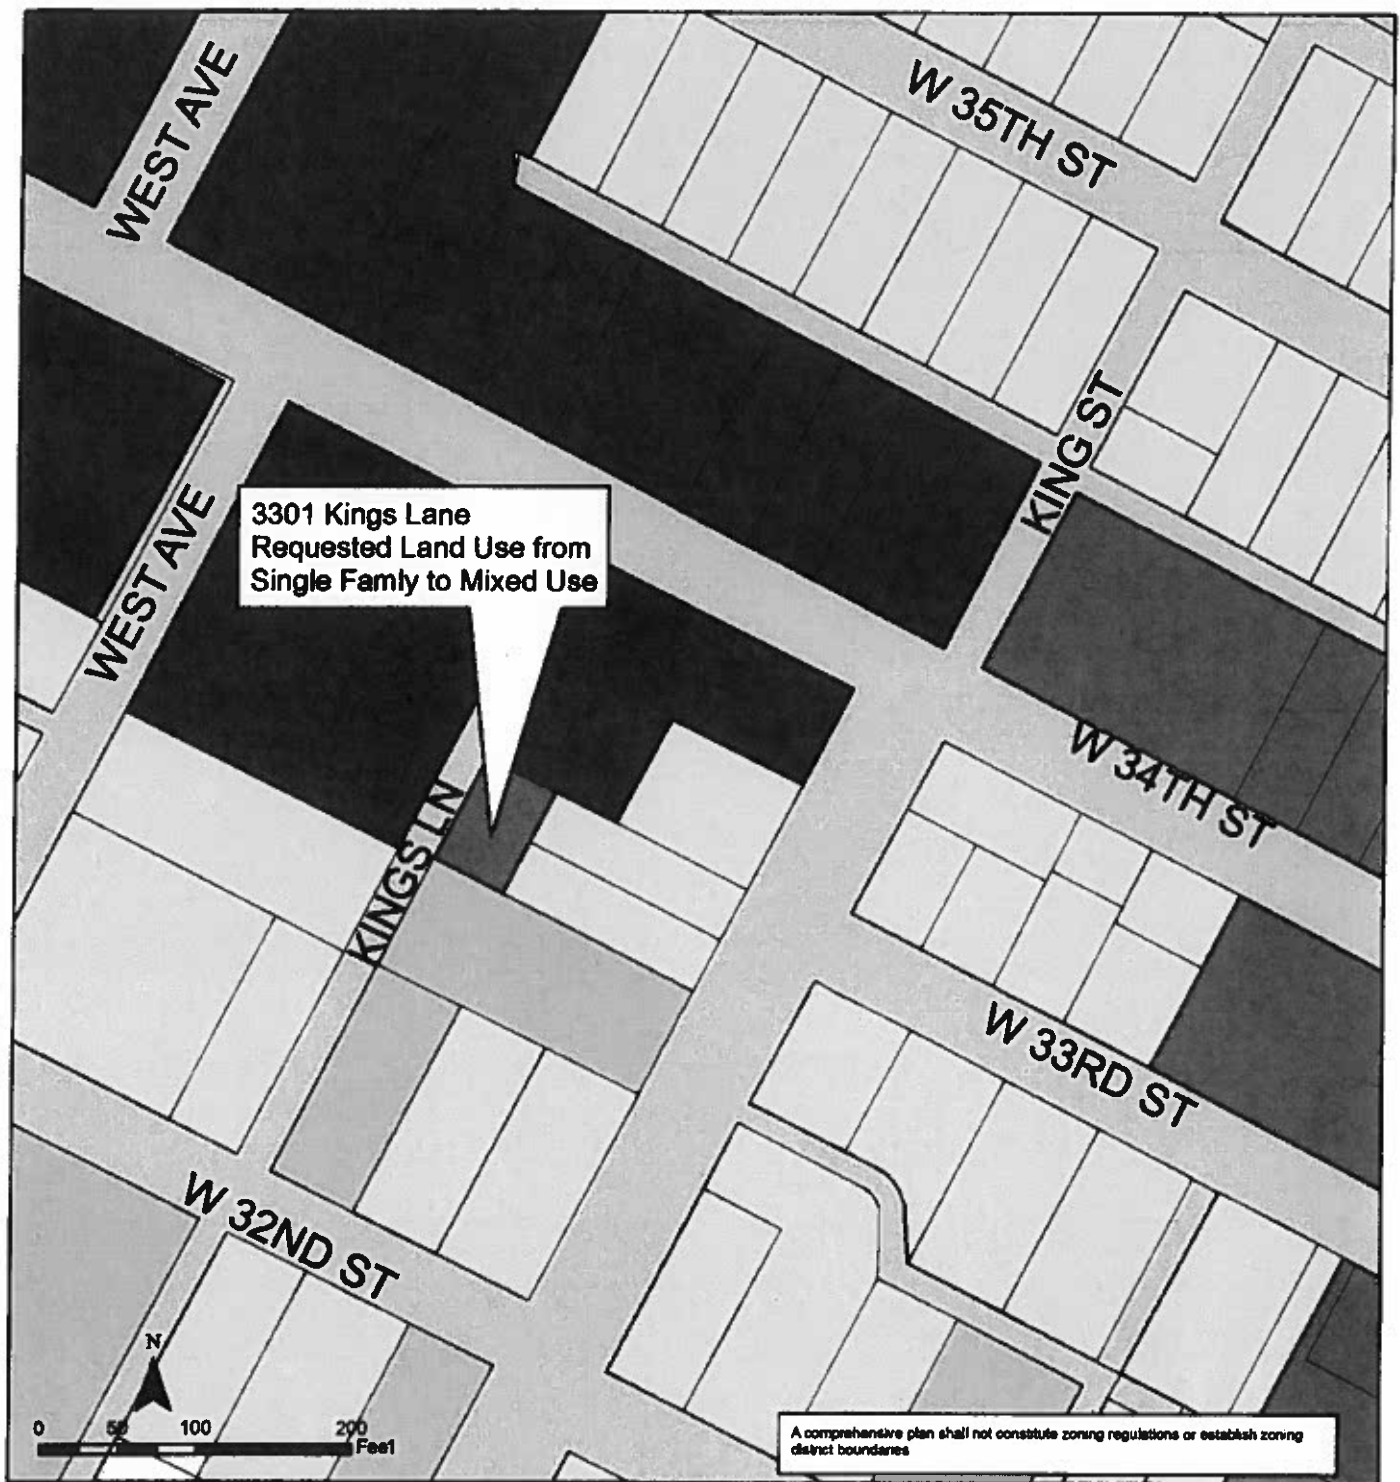 WEST AVE
W 35TH ST
KING ST
WEST AVE
3301 Kings Lane
Requested Land Use from
Single Famly to Mixed Use
W 34TH ST
KINGS LN
W 33RD ST
W 32ND ST
N
0 50 100 200
Feet
A comprehensive plan shall not constitute zoning regulations or establish zoning
district boundaries